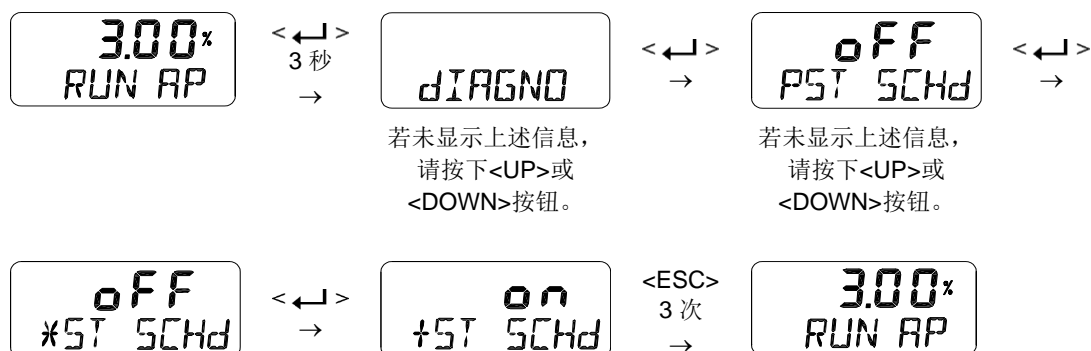 3.00%
RUN AP
<↵>
3 秒
→
dIAGNO
若未显示上述信息，
请按下<UP>或
<DOWN>按钮。
<↵>
→
oFF
PST SCHd
若未显示上述信息，
请按下<UP>或
<DOWN>按钮。
<↵>
→
oFF
*ST SCHd
<↵>
→
on
+ST SCHd
<ESC>
3 次
→
3.00%
RUN AP